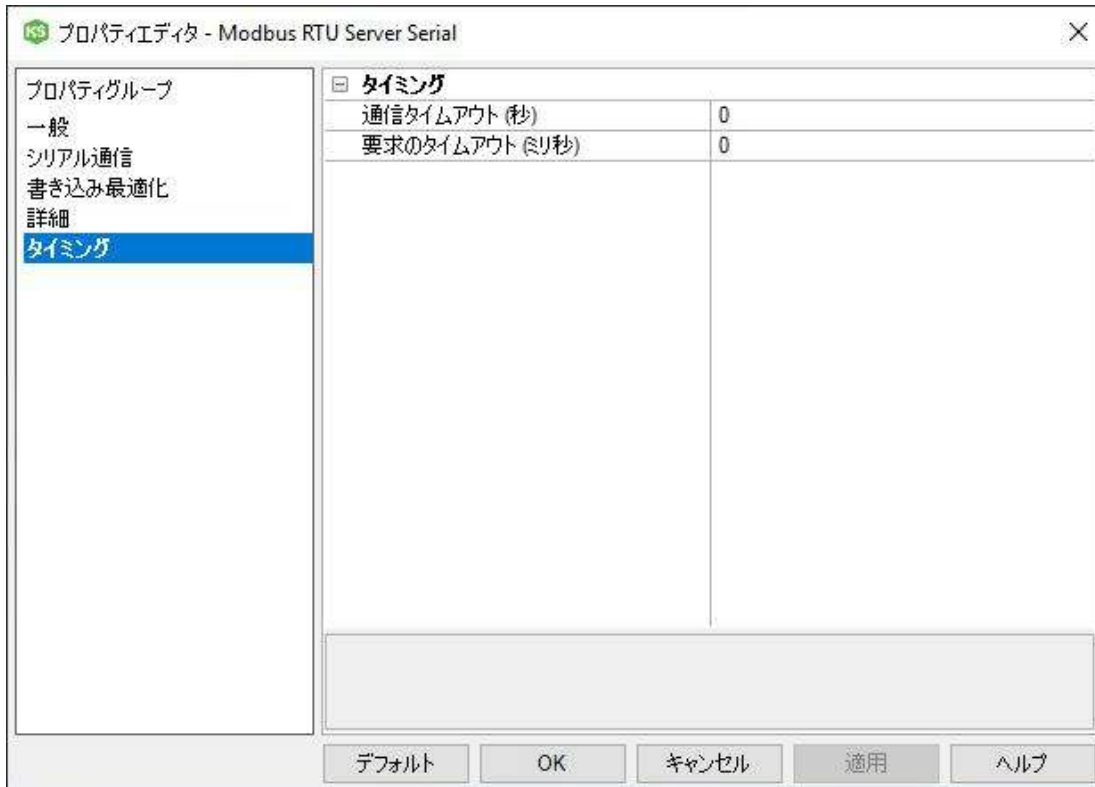 KS プロパティエディタ - Modbus RTU Server Serial
プロパティグループ
一般
シリアル通信
書き込み最適化
詳細
タイミング
タイミング
通信タイムアウト (秒) 0
要求のタイムアウト (ミリ秒) 0
デフォルト OK キャンセル 適用 ヘルプ